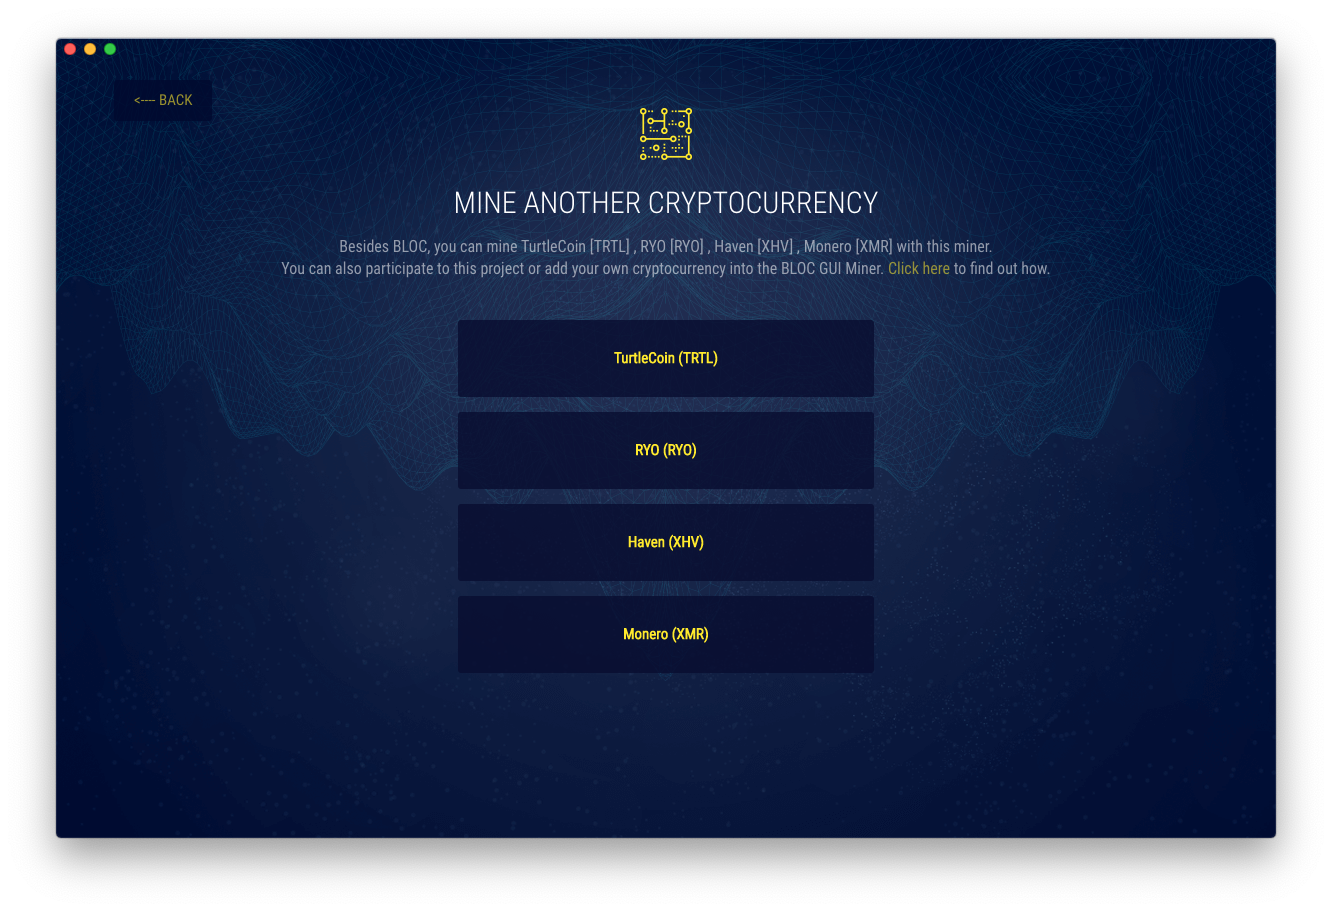 <---- BACK
MINE ANOTHER CRYPTOCURRENCY
Besides BLOC, you can mine TurtleCoin [TRTL] , RYO [RYO] , Haven [XHV] , Monero [XMR] with this miner.
You can also participate to this project or add your own cryptocurrency into the BLOC GUI Miner. Click here to find out how.
TurtleCoin (TRTL)
RYO (RYO)
Haven (XHV)
Monero (XMR)